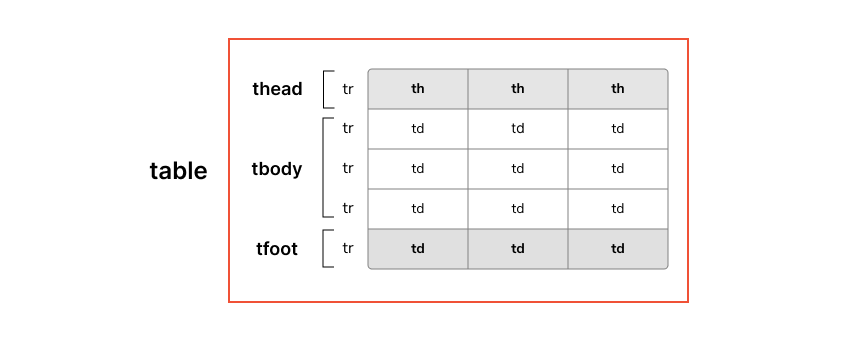 thead tr th th th
tr td td td
table tbody tr td td td
tr td td td
tfoot tr td td td